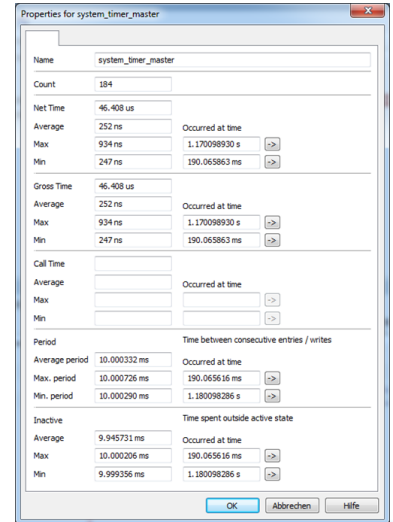 Properties for system_timer_master
Name system_timer_master
Count 184
Net Time 46.408 us
Average 252 ns Occurred at time
Max 934 ns 1.170098930 s ->
Min 247 ns 190.065863 ms ->
Gross Time 46.408 us
Average 252 ns Occurred at time
Max 934 ns 1.170098930 s ->
Min 247 ns 190.065863 ms ->
Call Time
Average Occurred at time
Max ->
Min ->
Period Time between consecutive entries / writes
Average period 10.000332 ms Occurred at time
Max. period 10.000726 ms 190.065616 ms ->
Min. period 10.000290 ms 1.180098286 s ->
Inactive Time spent outside active state
Average 9.945731 ms Occurred at time
Max 10.000206 ms 190.065616 ms ->
Min 9.999356 ms 1.180098286 s ->
OK Abbrechen Hilfe